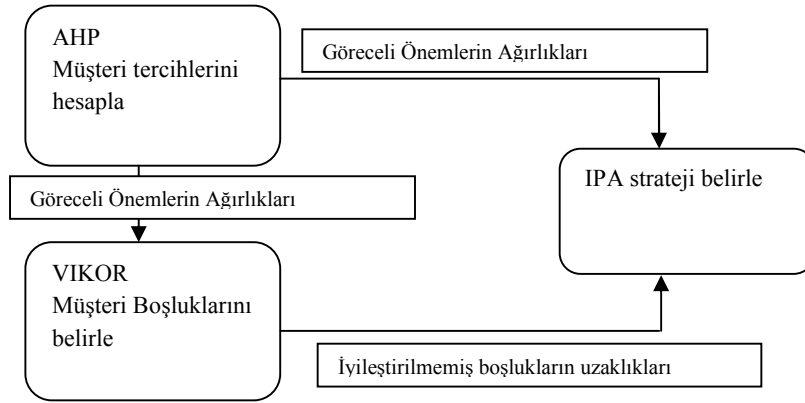 AHP
Müşteri tercihlerini
hesapla
Göreceli Önemlerin Ağırlıkları
IPA strateji belirle
Göreceli Önemlerin Ağırlıkları
VIKOR
Müşteri Boşluklarını
belirle
İyileştirilmemiş boşlukların uzaklıkları